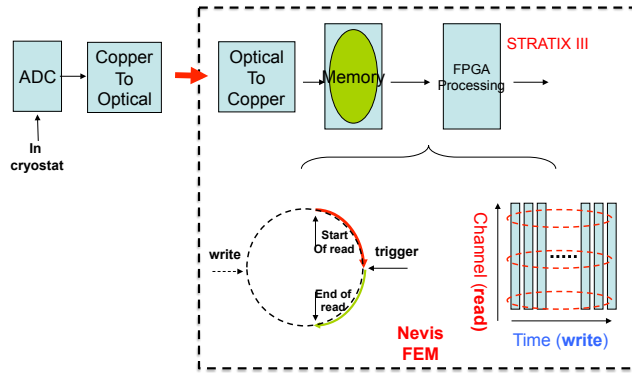 STRATIX III
ADC
Copper
To
Optical
Optical
To
Copper
Memory
FPGA
Processing
In
cryostat
write
Start
Of read
trigger
End of
read
Channel (read)
Time (write)
Nevis
FEM